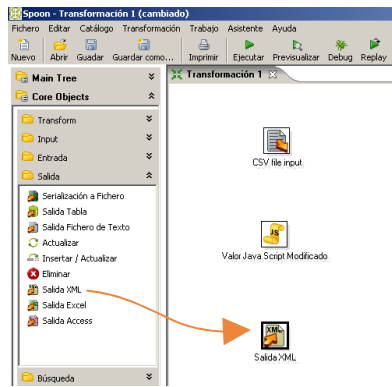 Spoon - Transformación 1 (cambiado)
Fichero Editar Catálogo Transformación Trabajo Asistente Ayuda
Nuevo Abrir Guadar Guardar como... Imprimir Ejecutar Previsualizar Debug Replay
Main Tree
Transformación 1
Core Objects
Transform
Input
Entrada
Salida
Serialización a Fichero
Salida Tabla
Salida Fichero de Texto
Actualizar
Insertar / Actualizar
Eliminar
Salida XML
Salida Excel
Salida Access
Búsqueda
CSV file input
JS
Valor Java Script Modificado
XML
Salida XML